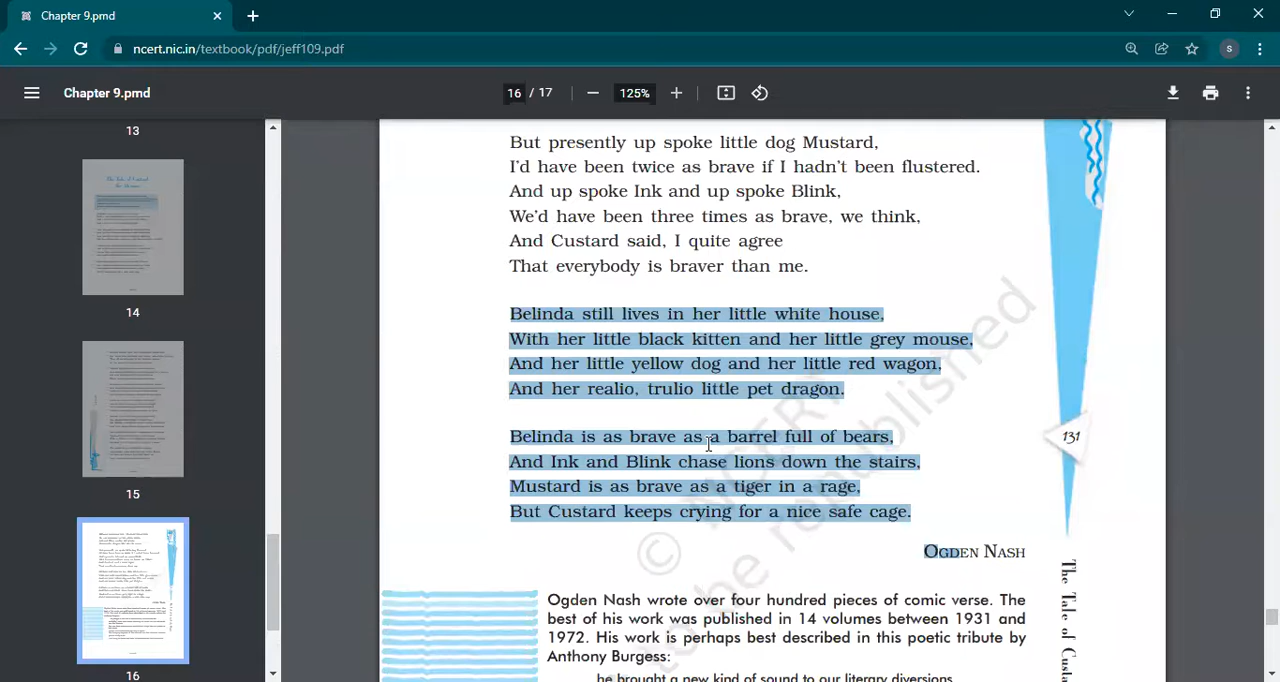 Chapter 9.pmd
ncert.nic.in/textbook/pdf/jeff109.pdf
S
Chapter 9.pmd
16 / 17
125%
13
14
15
16
But presently up spoke little dog Mustard,
I'd have been twice as brave if I hadn't been flustered.
And up spoke Ink and up spoke Blink,
We'd have been three times as brave, we think,
And Custard said, I quite agree
That everybody is braver than me.
Belinda still lives in her little white house,
With her little black kitten and her little grey mouse,
And her little yellow dog and her little red wagon,
And her realio, trulio little pet dragon.
Belinda is as brave as a barrel full of bears,
And Ink and Blink chase lions down the stairs,
Mustard is as brave as a tiger in a rage,
But Custard keeps crying for a nice safe cage.
OGDEN NASH
131
The Tale of Custa
Ogden Nash wrote over four hundred pieces of comic verse. The
best of his work was published in 14 volumes between 1931 and
1972. His work is perhaps best described in this poetic tribute by
Anthony Burgess:
he brought a new kind of sound to our literary diversions
© NCERT
republished